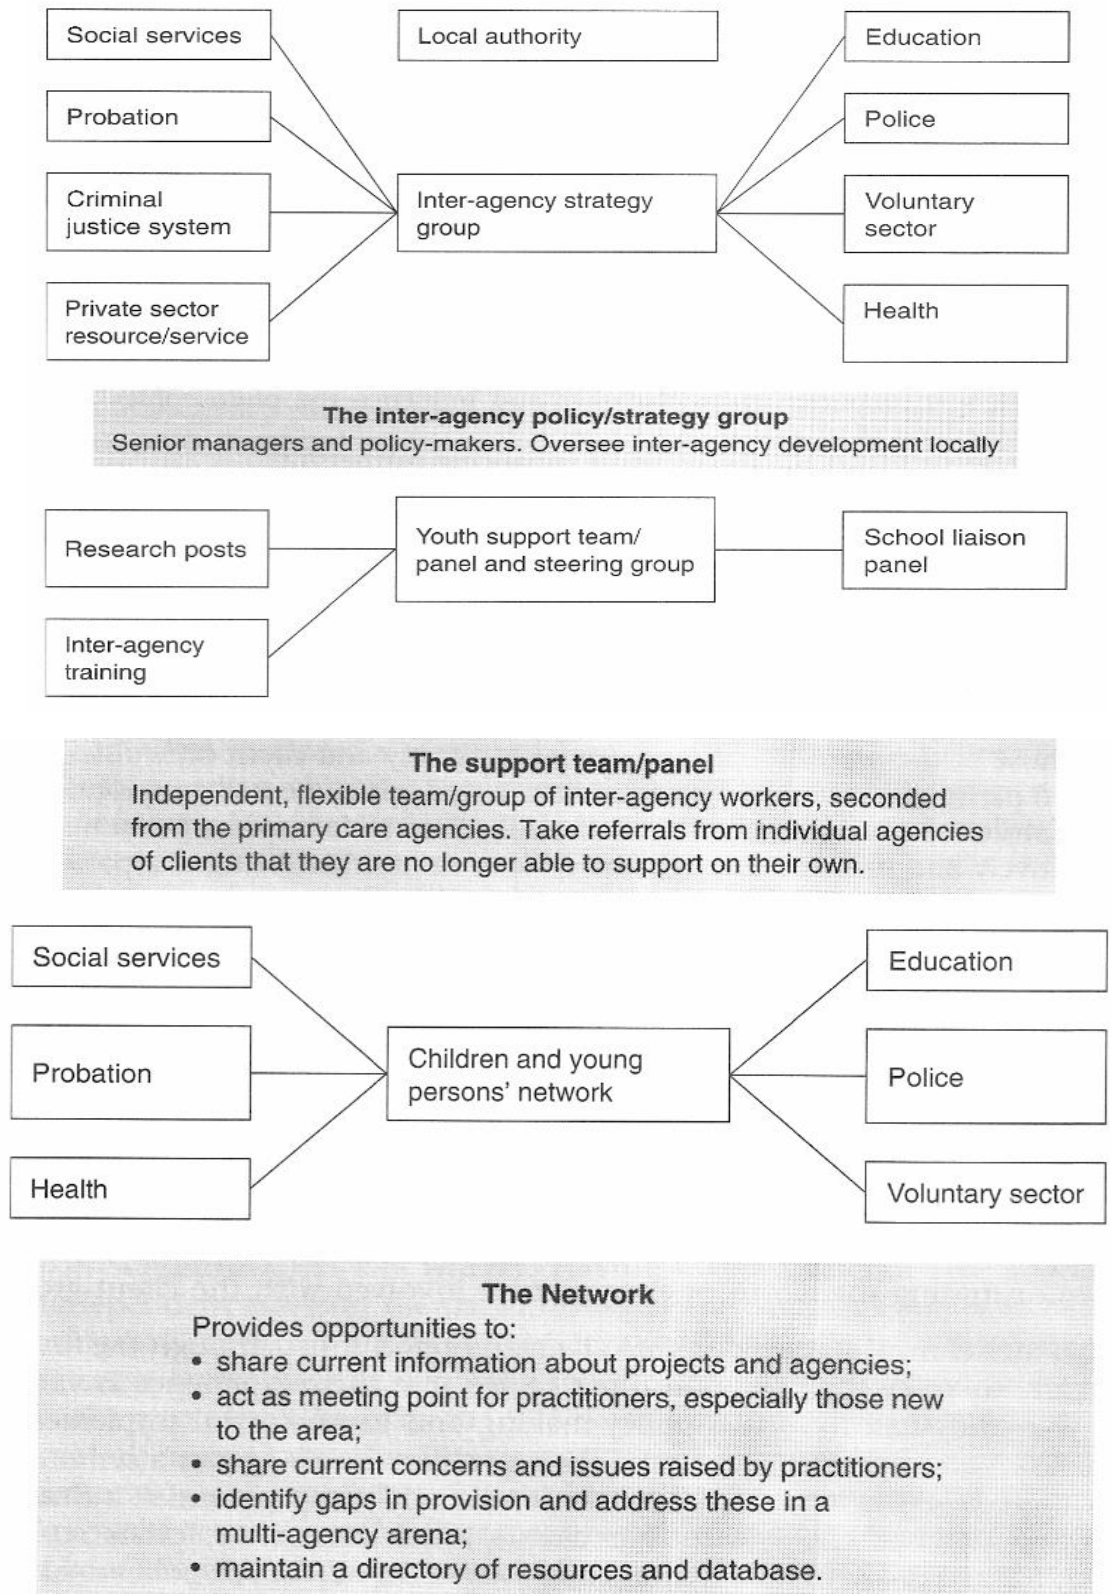 Social services
Local authority
Education
Probation
Police
Criminal
justice system
Inter-agency strategy
group
Voluntary
sector
Private sector
resource/service
Health
The inter-agency policy/strategy group
Senior managers and policy-makers. Oversee inter-agency development locally
Research posts
Youth support team/
panel and steering group
School liaison
panel
Inter-agency
training
The support team/panel
Independent, flexible team/group of inter-agency workers, seconded
from the primary care agencies. Take referrals from individual agencies
of clients that they are no longer able to support on their own.
Social services
Education
Probation
Children and young
persons' network
Police
Health
Voluntary sector
The Network
Provides opportunities to:
• share current information about projects and agencies;
• act as meeting point for practitioners, especially those new
to the area;
• share current concerns and issues raised by practitioners;
• identify gaps in provision and address these in a
multi-agency arena;
• maintain a directory of resources and database.